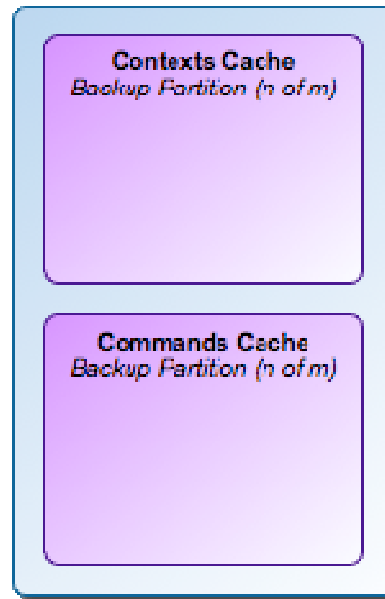 Contexts Cache
Backup Partition (n of m)
Commands Cache
Backup Partition (n of m)